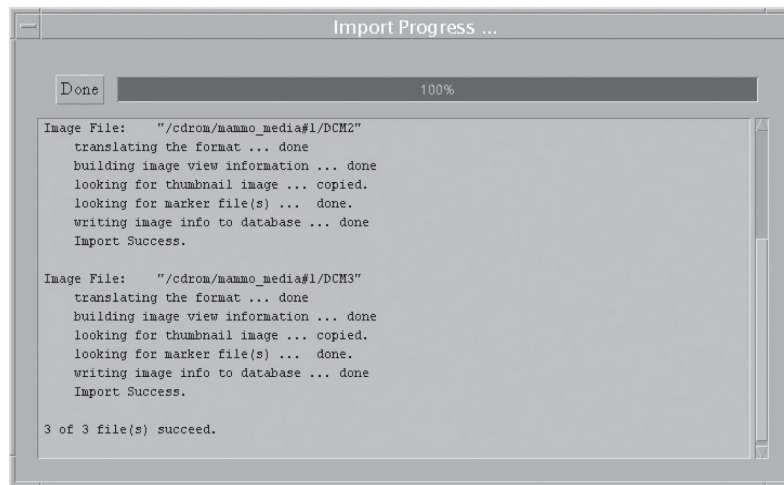 Import Progress ...
Done
100%
Image File:    "/cdrom/mammo_media#1/DCM2"
translating the format ... done
building image view information ... done
looking for thumbnail image ... copied.
looking for marker file(s) ...  done.
writing image info to database ... done
Import Success.
Image File:    "/cdrom/mammo_media#1/DCM3"
translating the format ... done
building image view information ... done
looking for thumbnail image ... copied.
looking for marker file(s) ...  done.
writing image info to database ... done
Import Success.
3 of 3 file(s) succeed.